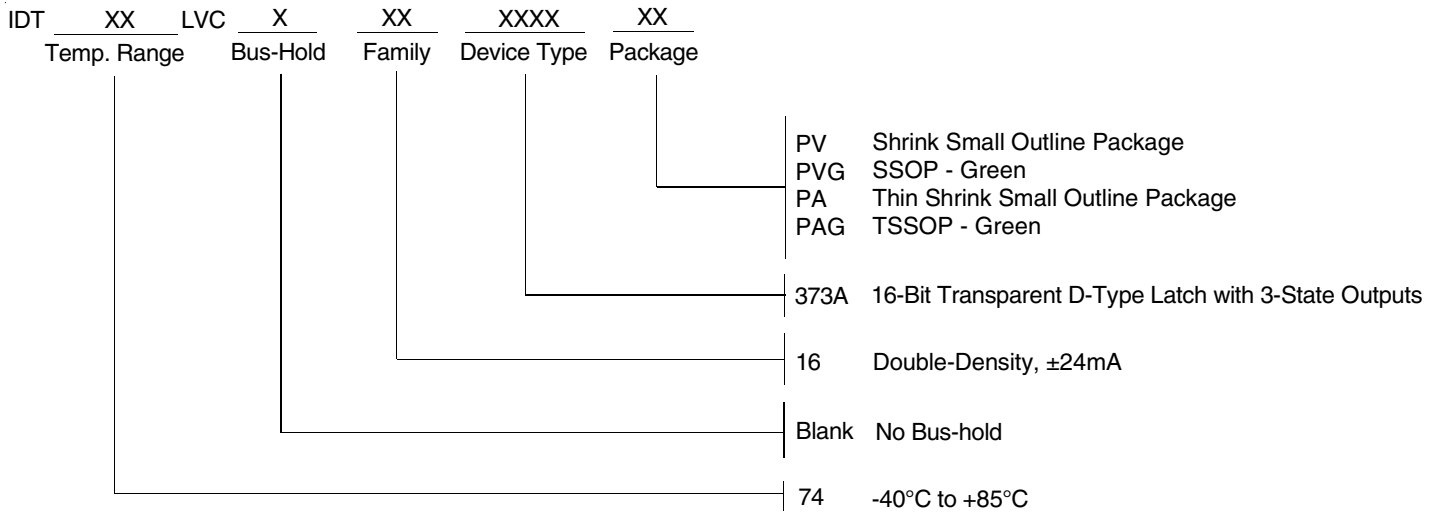 IDT XX LVC X XX XXXX XX
Temp. Range Bus-Hold Family Device Type Package
PV Shrink Small Outline Package
PVG SSOP - Green
PA Thin Shrink Small Outline Package
PAG TSSOP - Green
373A 16-Bit Transparent D-Type Latch with 3-State Outputs
16 Double-Density, ±24mA
Blank No Bus-hold
74 -40°C to +85°C